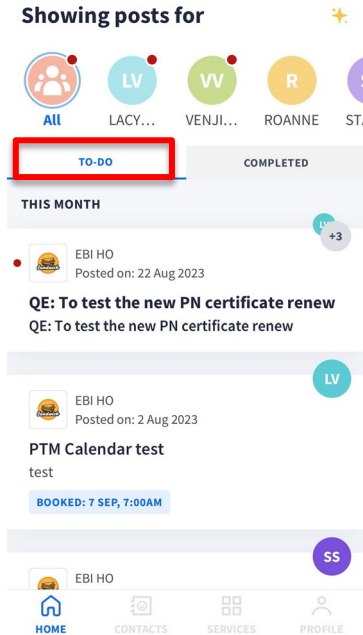 Showing posts for
LV
VV
R
All
LACY...
VENJI...
ROANNE
ST
TO-DO
COMPLETED
THIS MONTH
LV
+3
EBI HO
Posted on: 22 Aug 2023
QE: To test the new PN certificate renew
QE: To test the new PN certificate renew
LV
EBI HO
Posted on: 2 Aug 2023
PTM Calendar test
test
BOOKED: 7 SEP, 7:00AM
SS
EBI HO
HOME
CONTACTS
SERVICES
PROFILE